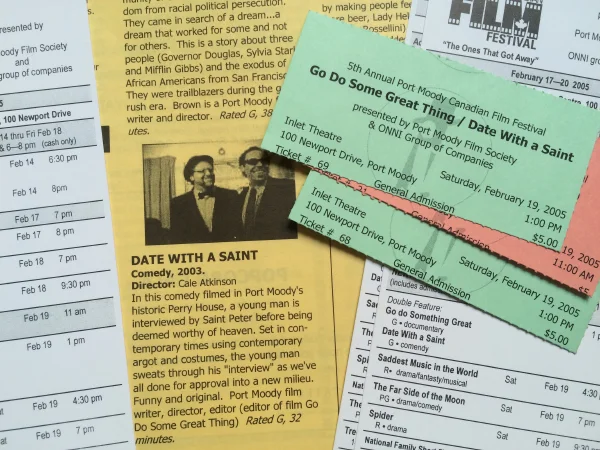 oody Film Society
and
group of companies
05
, 100 Newport Drive
14 thru Fri Feb 18
& 6—8 pm (cash only)
Feb 14 6:30 pm
Feb 14 8pm
Feb 17 7 pm
Feb 17 8 pm
Feb 18 7 pm
Feb 18 9:30 pm
Feb 19 11 am
Feb 19 1 pm
Feb 19 4:30 pm
Feb 19 7 pm
dom from racial political persecution.
They came in search of a dream...a
dream that worked for some and not
for others. This is a story about three
people (Governor Douglas, Sylvia Stark
and Mifflin Gibbs) and the exodus of
African Americans from San Francisc
They were trailblazers during the g
rush era. Brown is a Port Moody
writer and director. Rated G, 38
utes.
DATE WITH A SAINT
Comedy, 2003.
Director: Cale Atkinson
In this comedy filmed in Port Moody's
historic Perry House, a young man is
interviewed by Saint Peter before being
deemed worthy of heaven. Set in con-
temporary times using contemporary
argot and costumes, the young man
sweats through his "interview" as we've
all done for approval into a new milieu.
Funny and original. Port Moody film
writer, director, editor (editor of film Go
Do Some Great Thing) Rated G, 32
minutes.
by making people fe
re beer, Lady Hel
Rossellini)
FILM
FESTIVAL
"The Ones That Got Away"
February 17—20 2005
Port M
ON
5th Annual Port Moody Canadian Film Festival
Go Do Some Great Thing / Date With a Saint
presented by Port Moody Film Society
& ONNI Group of Companies
Inlet Theatre
100 Newport Drive, Port Moody
Ticket # 69
General Admission
Saturday, February 19, 2005
1:00 PM
$5.00
General Admission
19, 2005
11:00 AM
$5
Inlet Theatre
100 Newport Drive, Port Moody
Ticket # 68
General Admission
Saturday, February 19, 2005
1:00 PM
$5.00
(includes adm
Double Feature:
Go do Something Great
G • documentary
Date With a Saint
G • comendy
Saddest Music in the World Sat Feb 19 4:
R• drama/fantasy/musical
The Far Side of the Moon Sat Feb 19 7 pm
PG • drama/comedy
Spider Sat Feb 19 9:30
R • drama
National Family Sho